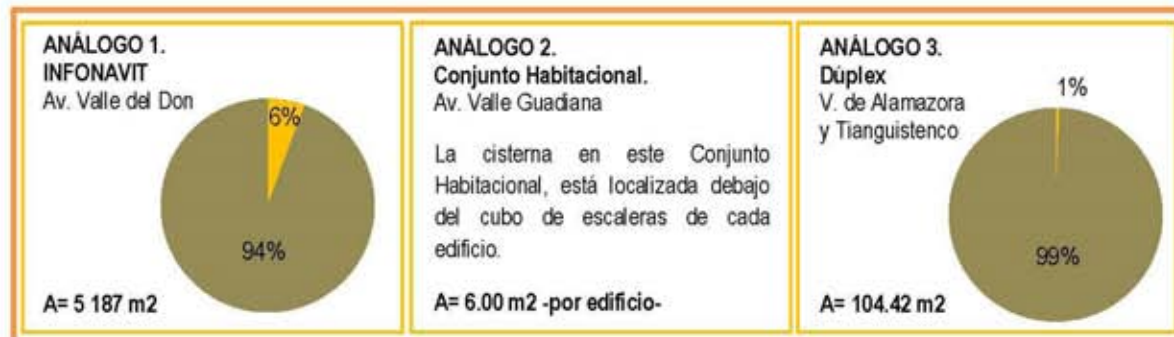 ANÁLOGO 1.
INFONAVIT
Av. Valle del Don
6%
94%
A= 5 187 m2
ANÁLOGO 2.
Conjunto Habitacional.
Av. Valle Guadiana
La cisterna en este Conjunto
Habitacional, está localizada debajo
del cubo de escaleras de cada
edificio.
A= 6.00 m2 -por edificio-
ANÁLOGO 3.
Dúplex
V. de Alamazora
y Tianguistenco
1%
99%
A= 104.42 m2